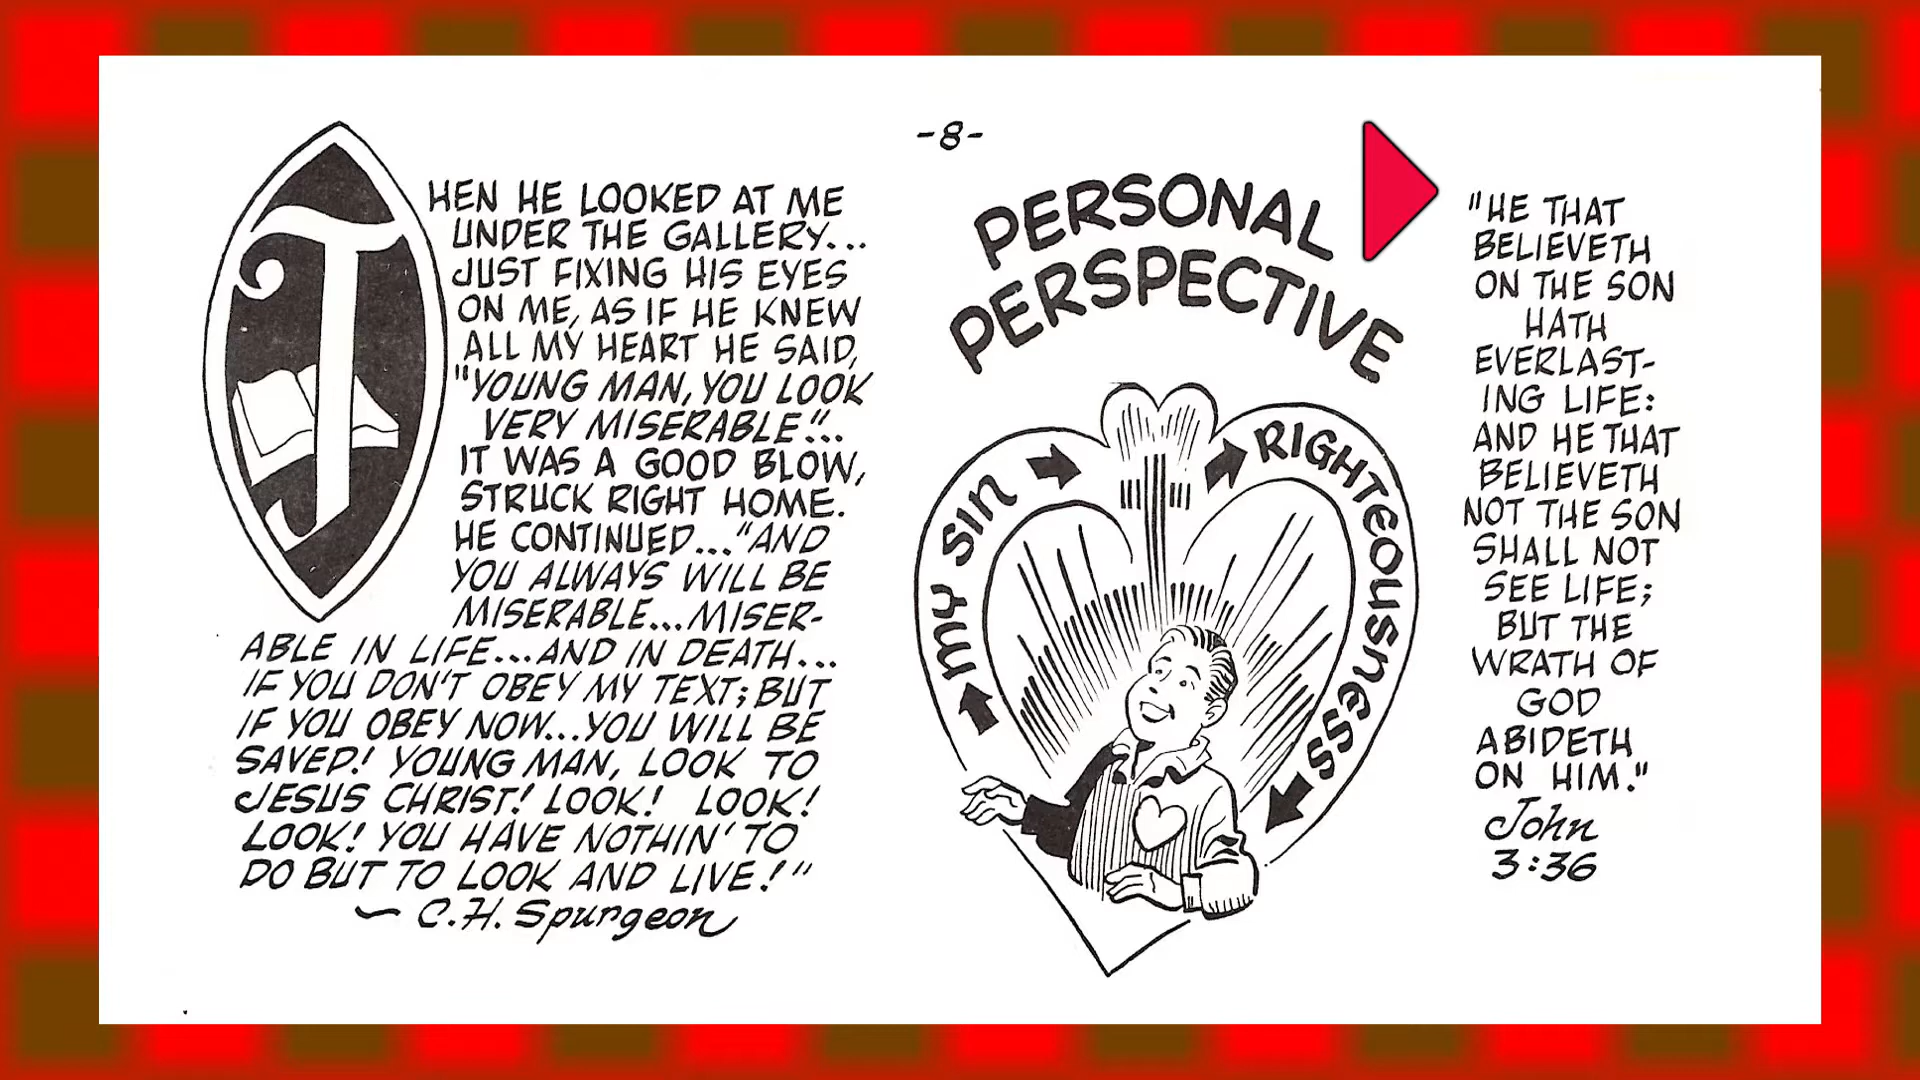 THEN HE LOOKED AT ME
UNDER THE GALLERY...
JUST FIXING HIS EYES
ON ME, AS IF HE KNEW
ALL MY HEART HE SAID,
"YOUNG MAN, YOU LOOK
VERY MISERABLE."...
IT WAS A GOOD BLOW,
STRUCK RIGHT HOME.
HE CONTINUED..."AND
YOU ALWAYS WILL BE
MISERABLE...MISER-
ABLE IN LIFE...AND IN DEATH...
IF YOU DON'T OBEY MY TEXT; BUT
IF YOU OBEY NOW...YOU WILL BE
SAVED! YOUNG MAN, LOOK TO
JESUS CHRIST! LOOK! LOOK!
LOOK! YOU HAVE NOTHIN' TO
DO BUT TO LOOK AND LIVE!"
~ C.H. Spurgeon
-8-
PERSONAL
PERSPECTIVE
MY SIN
RIGHTEOUSNESS
"HE THAT
BELIEVETH
ON THE SON
HATH
EVERLAST-
ING LIFE:
AND HE THAT
BELIEVETH
NOT THE SON
SHALL NOT
SEE LIFE;
BUT THE
WRATH OF
GOD
ABIDETH
ON HIM."
John
3:36